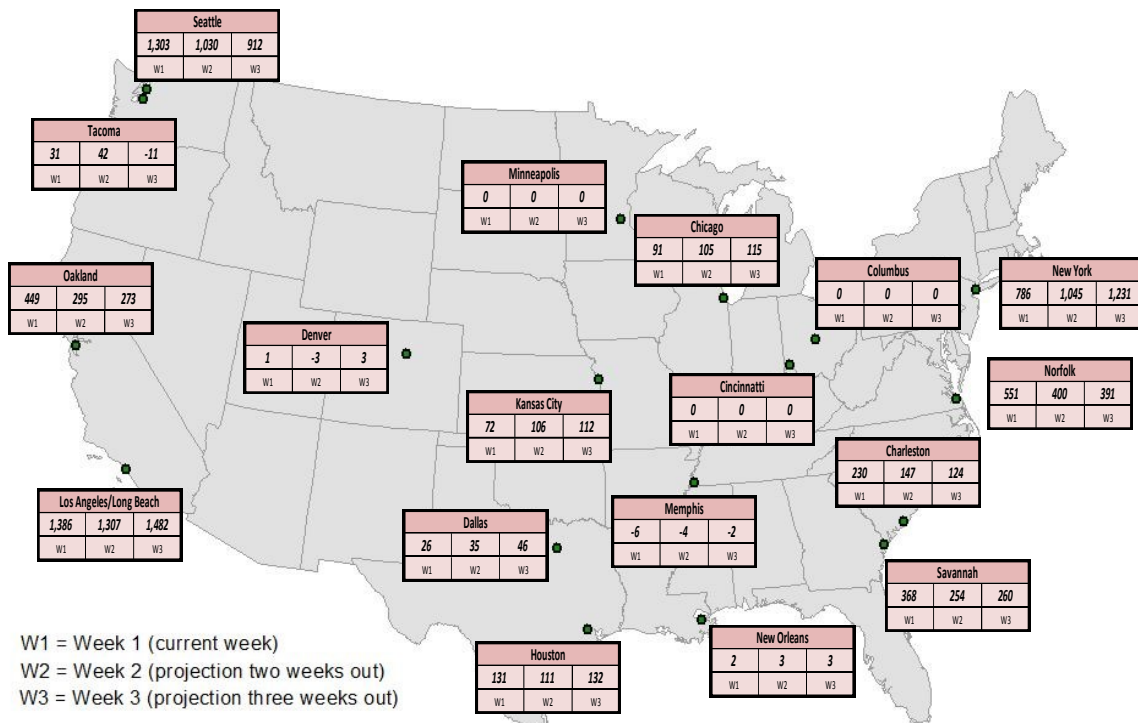 Seattle
1,303 1,030 912
W1 W2 W3
Tacoma
31 42 -11
W1 W2 W3
Minneapolis
0 0 0
W1 W2 W3
Chicago
91 105 115
W1 W2 W3
Oakland
449 295 273
W1 W2 W3
Columbus
0 0 0
W1 W2 W3
New York
786 1,045 1,231
W1 W2 W3
Denver
1 -3 3
W1 W2 W3
Cincinnatti
0 0 0
W1 W2 W3
Norfolk
551 400 391
W1 W2 W3
Kansas City
72 106 112
W1 W2 W3
Charleston
230 147 124
W1 W2 W3
Los Angeles/Long Beach
1,386 1,307 1,482
W1 W2 W3
Dallas
26 35 46
W1 W2 W3
Memphis
-6 -4 -2
W1 W2 W3
Savannah
368 254 260
W1 W2 W3
New Orleans
2 3 3
W1 W2 W3
Houston
131 111 132
W1 W2 W3
W1 = Week 1 (current week)
W2 = Week 2 (projection two weeks out)
W3 = Week 3 (projection three weeks out)